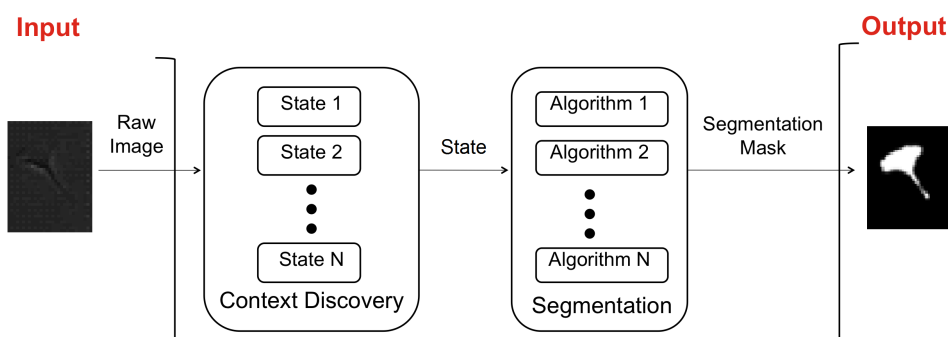 Input
Output
Raw
Image
State 1
State 2
State N
Context Discovery
State
Algorithm 1
Algorithm 2
Algorithm N
Segmentation
Segmentation
Mask